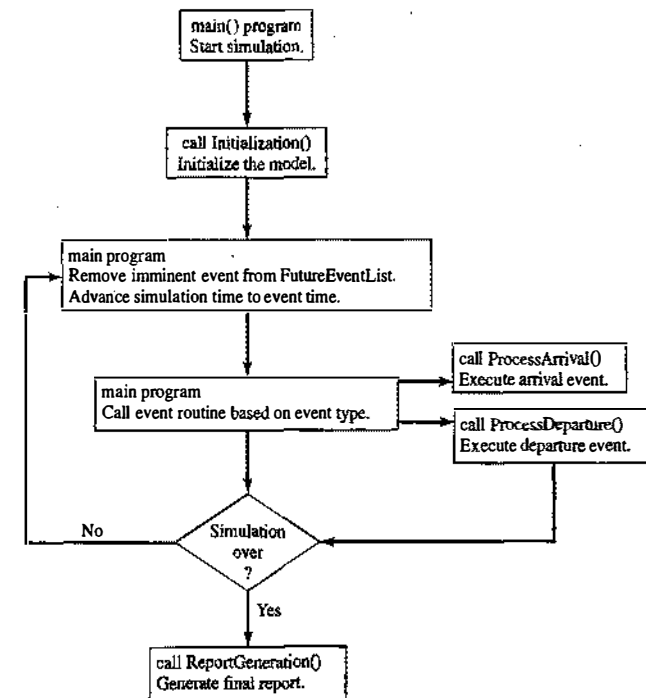 main() program
Start simulation.
call Initialization()
Initialize the model.
main program
Remove imminent event from FutureEventList.
Advance simulation time to event time.
main program
Call event routine based on event type.
call ProcessArrival()
Execute arrival event.
call ProcessDeparture()
Execute departure event.
No
Simulation
over
?
Yes
call ReportGeneration()
Generate final report.